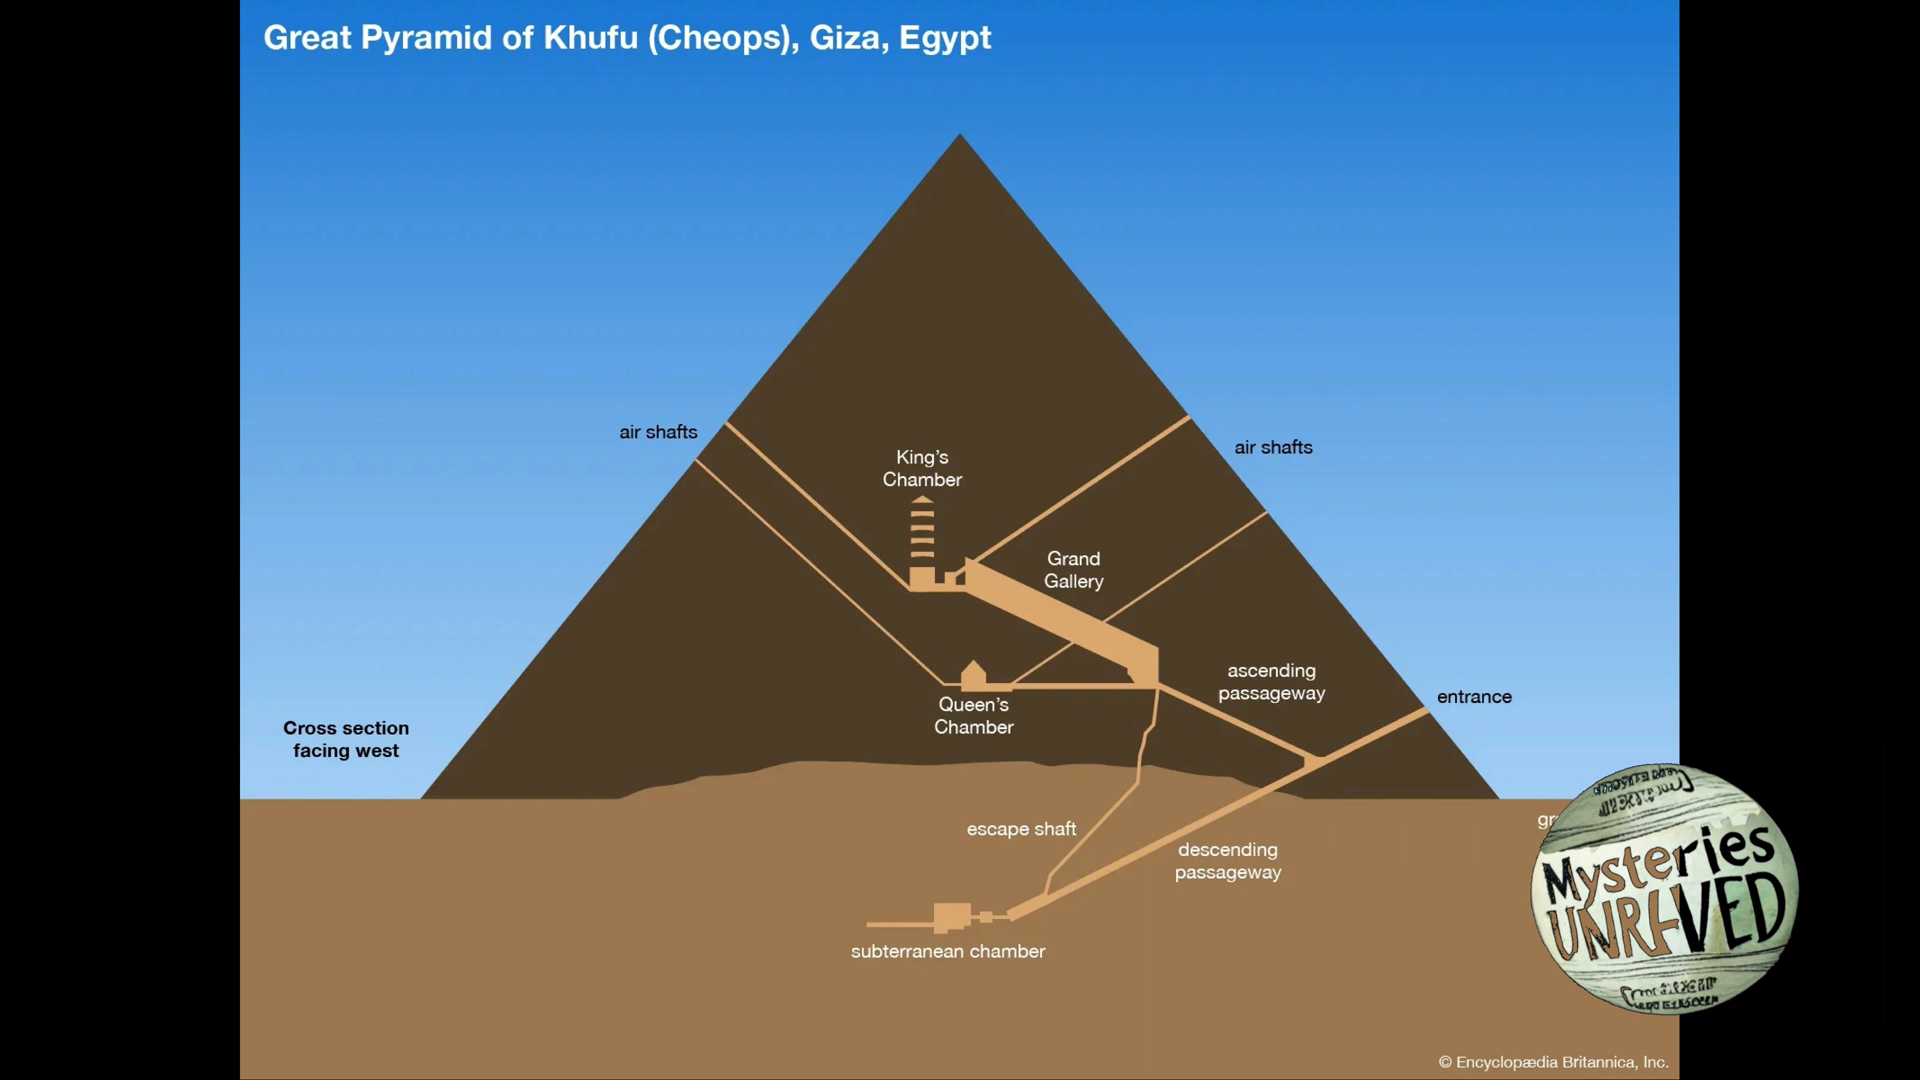 Great Pyramid of Khufu (Cheops), Giza, Egypt
air shafts
air shafts
King's
Chamber
Grand
Gallery
ascending
passageway
entrance
Queen's
Chamber
Cross section
facing west
escape shaft
descending
passageway
subterranean chamber
Mysteries
© Encyclopædia Britannica, Inc.